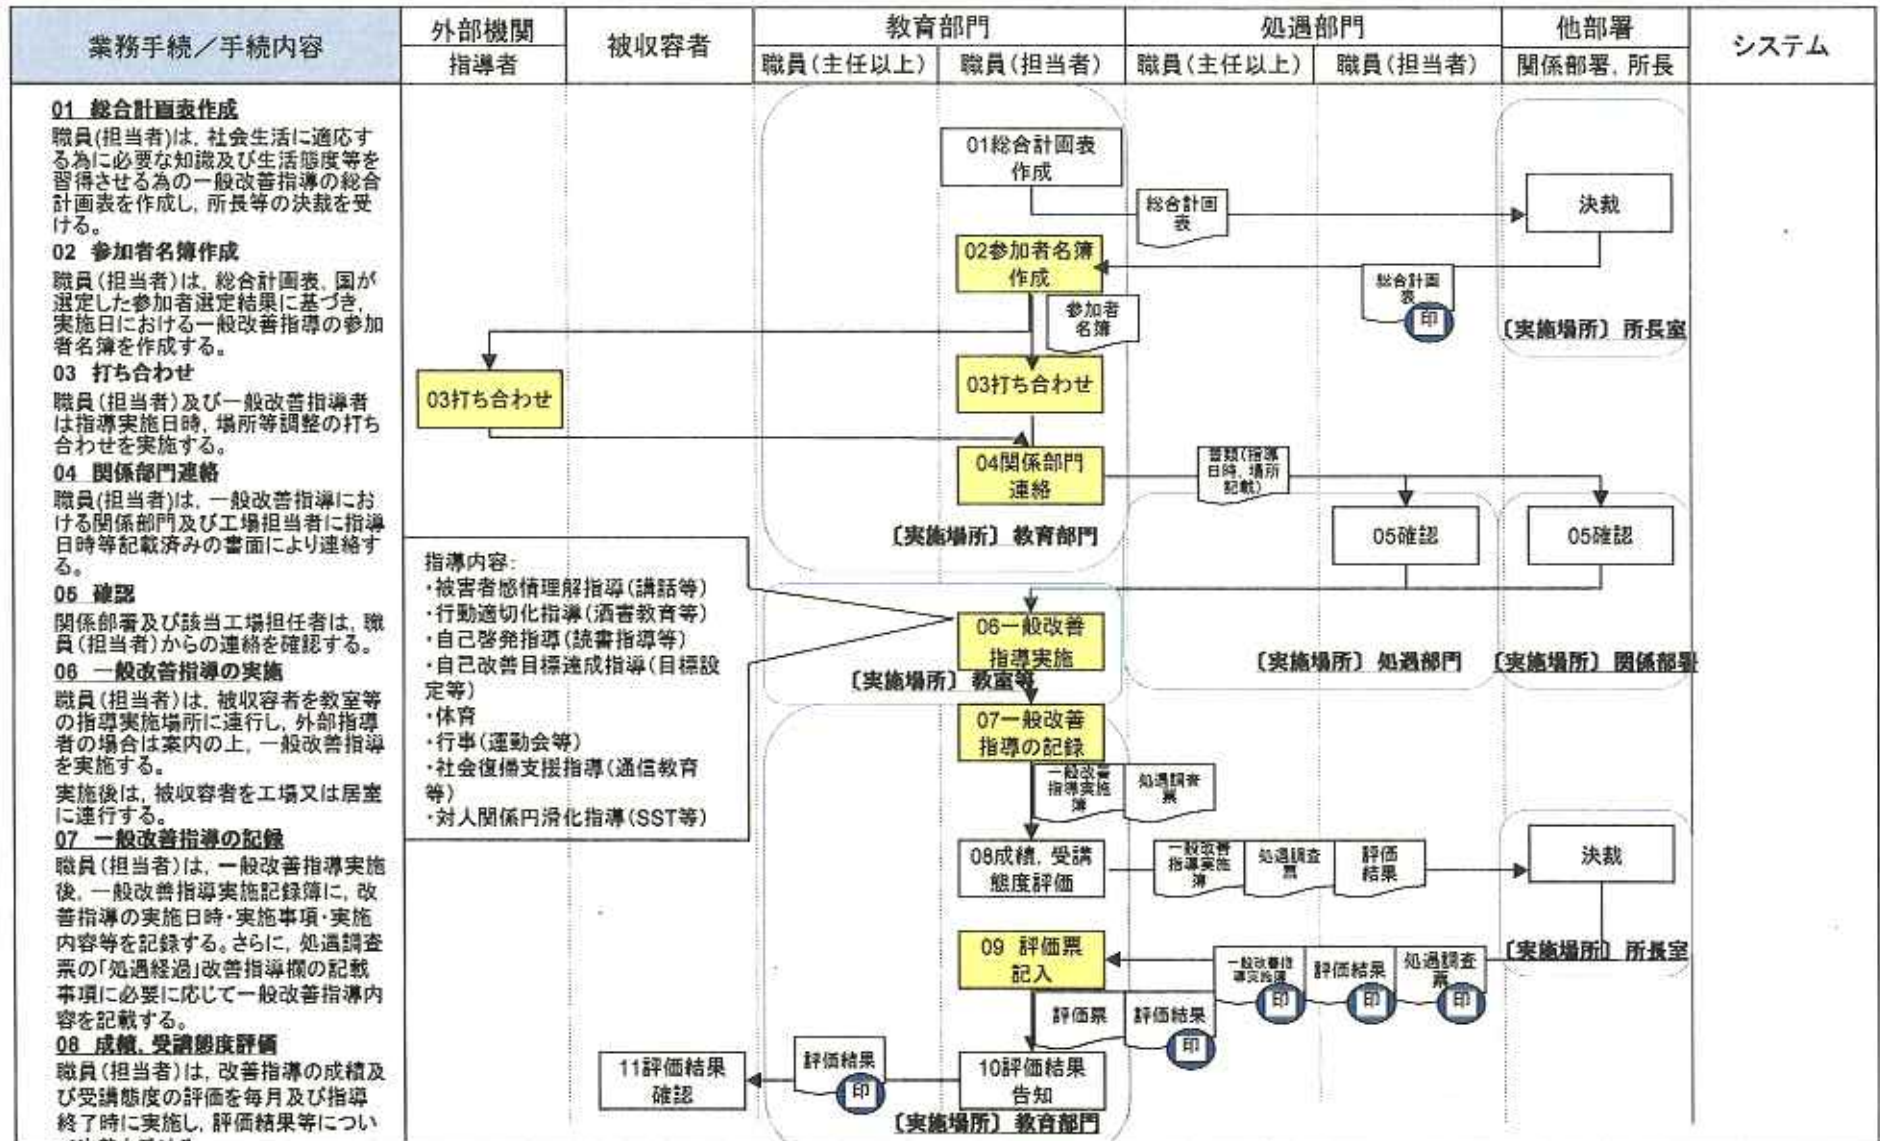 業務手続／手続内容
外部機関
指導者
被収容者
教育部門
職員(主任以上)
職員(担当者)
処遇部門
職員(主任以上)
職員(担当者)
他部署
関係部署，所長
システム
01 総合計画表作成
職員(担当者)は，社会生活に適応す
る為に必要な知識及び生活態度等を
習得させる為の一般改善指導の総合
計画表を作成し，所長等の決裁を受
ける。
02 参加者名簿作成
職員(担当者)は，総合計画表，国が
選定した参加者選定結果に基づき，
実施日における一般改善指導の参加
者名簿を作成する。
03 打ち合わせ
職員(担当者)及び一般改善指導者
は指導実施日時，場所等調整の打ち
合わせを実施する。
04 関係部門連絡
職員(担当者)は，一般改善指導にお
ける関係部門及び工場担当者に指導
日時等記載済みの書面により連絡す
る。
05 確認
関係部署及び該当工場担任者は，職
員(担当者)からの連絡を確認する。
06 一般改善指導の実施
職員(担当者)は，被収容者を教室等
の指導実施場所に連行し，外部指導
者の場合は案内の上，一般改善指導
を実施する。
実施後は，被収容者を工場又は居室
に連行する。
07 一般改善指導の記録
職員(担当者)は，一般改善指導実施
後，一般改善指導実施記録簿に，改
善指導の実施日時・実施事項・実施
内容等を記録する。さらに，処遇調査
票の「処遇経過」改善指導欄の記載
事項に必要に応じて一般改善指導内
容を記載する。
08 成績，受講態度評価
職員(担当者)は，改善指導の成績及
び受講態度の評価を毎月及び指導
終了時に実施し，評価結果等につい
01総合計画表
作成
総合計画
表
決裁
02参加者名簿
作成
総合計画
表
印
参加者
名簿
〔実施場所〕所長室
03打ち合わせ
03打ち合わせ
04関係部門
連絡
書類(指導
日時，場所
記載)
05確認
05確認
〔実施場所〕教育部門
指導内容：
・被害者感情理解指導(講話等)
・行動適切化指導(酒害教育等)
・自己啓発指導(読書指導等)
・自己改善目標達成指導(目標設
定等)
・体育
・行事(運動会等)
・社会復帰支援指導(通信教育
等)
・対人関係円滑化指導(SST等)
06一般改善
指導実施
〔実施場所〕教室等
〔実施場所〕処遇部門
〔実施場所〕関係部署
07一般改善
指導の記録
一般改善
指導実施
簿
処遇調査
票
08成績，受講
態度評価
一般改善
指導実施
簿
処遇調査
票
評価
結果
決裁
〔実施場所〕所長室
09 評価票
記入
一般改善指
導実施簿
印
評価結果
印
処遇調査
票
印
評価票
評価結果
印
10評価結果
告知
評価結果
印
11評価結果
確認
〔実施場所〕教育部門